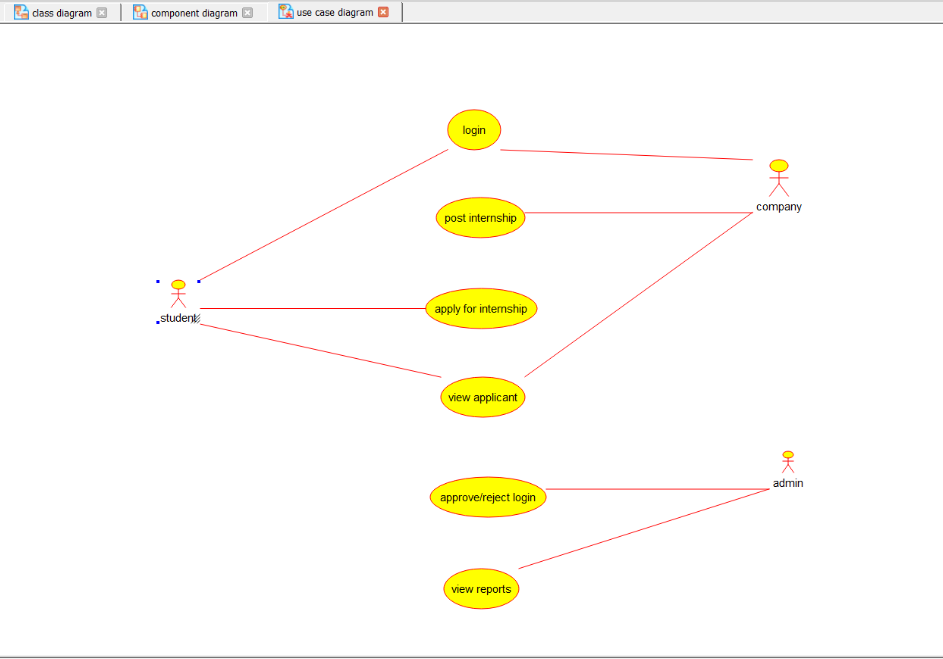 class diagram
component diagram
use case diagram
login
company
post internship
apply for internship
student
view applicant
admin
approve/reject login
view reports